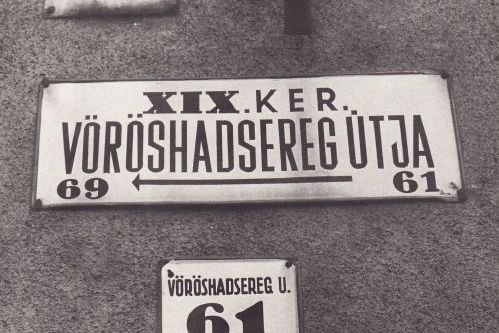 XIX. KER.
VÖRÖSHADSEREG ÚTJA
69 61
VÖRÖSHADSEREG U.
61